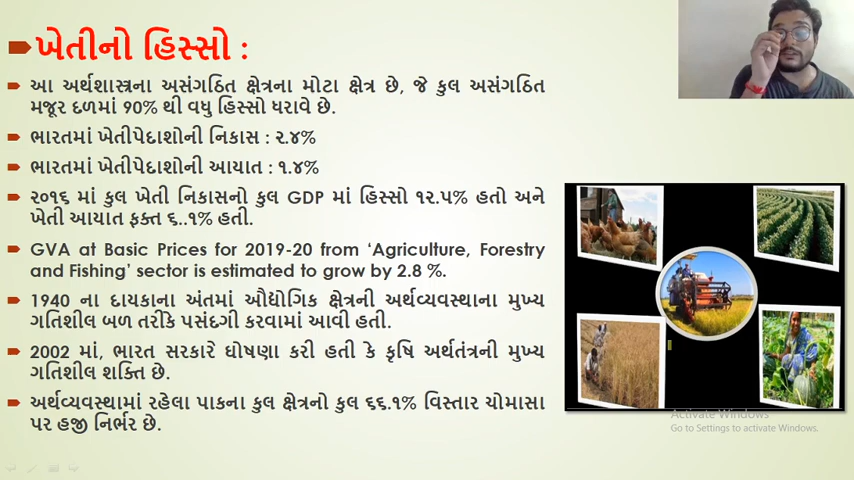 ખેતીનો હિસ્સો :
આ અર્થશાસ્ત્રના અસંગઠિત ક્ષેત્રના મોટા ક્ષેત્ર છે, જે કુલ અસંગઠિત
મજૂર દળમાં 90% થી વધુ હિસ્સો ધરાવે છે.
ભારતમાં ખેતીપેદાશોની નિકાસ : ૨.૪%
ભારતમાં ખેતીપેદાશોની આયાત : ૧.૪%
૨૦૧૬ માં કુલ ખેતી નિકાસનો કુલ GDP માં હિસ્સો ૧૨.૫% હતો અને
ખેતી આયાત ફક્ત ૬..૧% હતી.
GVA at Basic Prices for 2019-20 from ‘Agriculture, Forestry
and Fishing’ sector is estimated to grow by 2.8 %.
1940 ના દાયકાના અંતમાં ઔદ્યોગિક ક્ષેત્રની અર્થવ્યવસ્થાના મુખ્ય
ગતિશીલ બળ તરીકે પસંદગી કરવામાં આવી હતી.
2002 માં, ભારત સરકારે ઘોષણા કરી હતી કે કૃષિ અર્થતંત્રની મુખ્ય
ગતિશીલ શક્તિ છે.
અર્થવ્યવસ્થામાં રહેલા પાકના કુલ ક્ષેત્રનો કુલ ૬૬.૧% વિસ્તાર ચોમાસા
પર હજી નિર્ભર છે.
Activate Windows
Go to Settings to activate Windows.